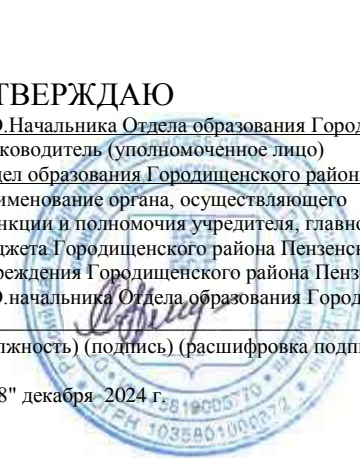 ТВЕРЖДАЮ
О.Начальника Отдела образования Город
ководитель (уполномоченное лицо)
дел образования Городищенского район
именование органа, осуществляющего
нкции и полномочия учредителя, главно
джета Городищенского района Пензенск
реждения Городищенского района Пенз
О.начальника Отдела образования Город
лжность) (подпись) (расшифровка подпи
8" декабря 2024 г.